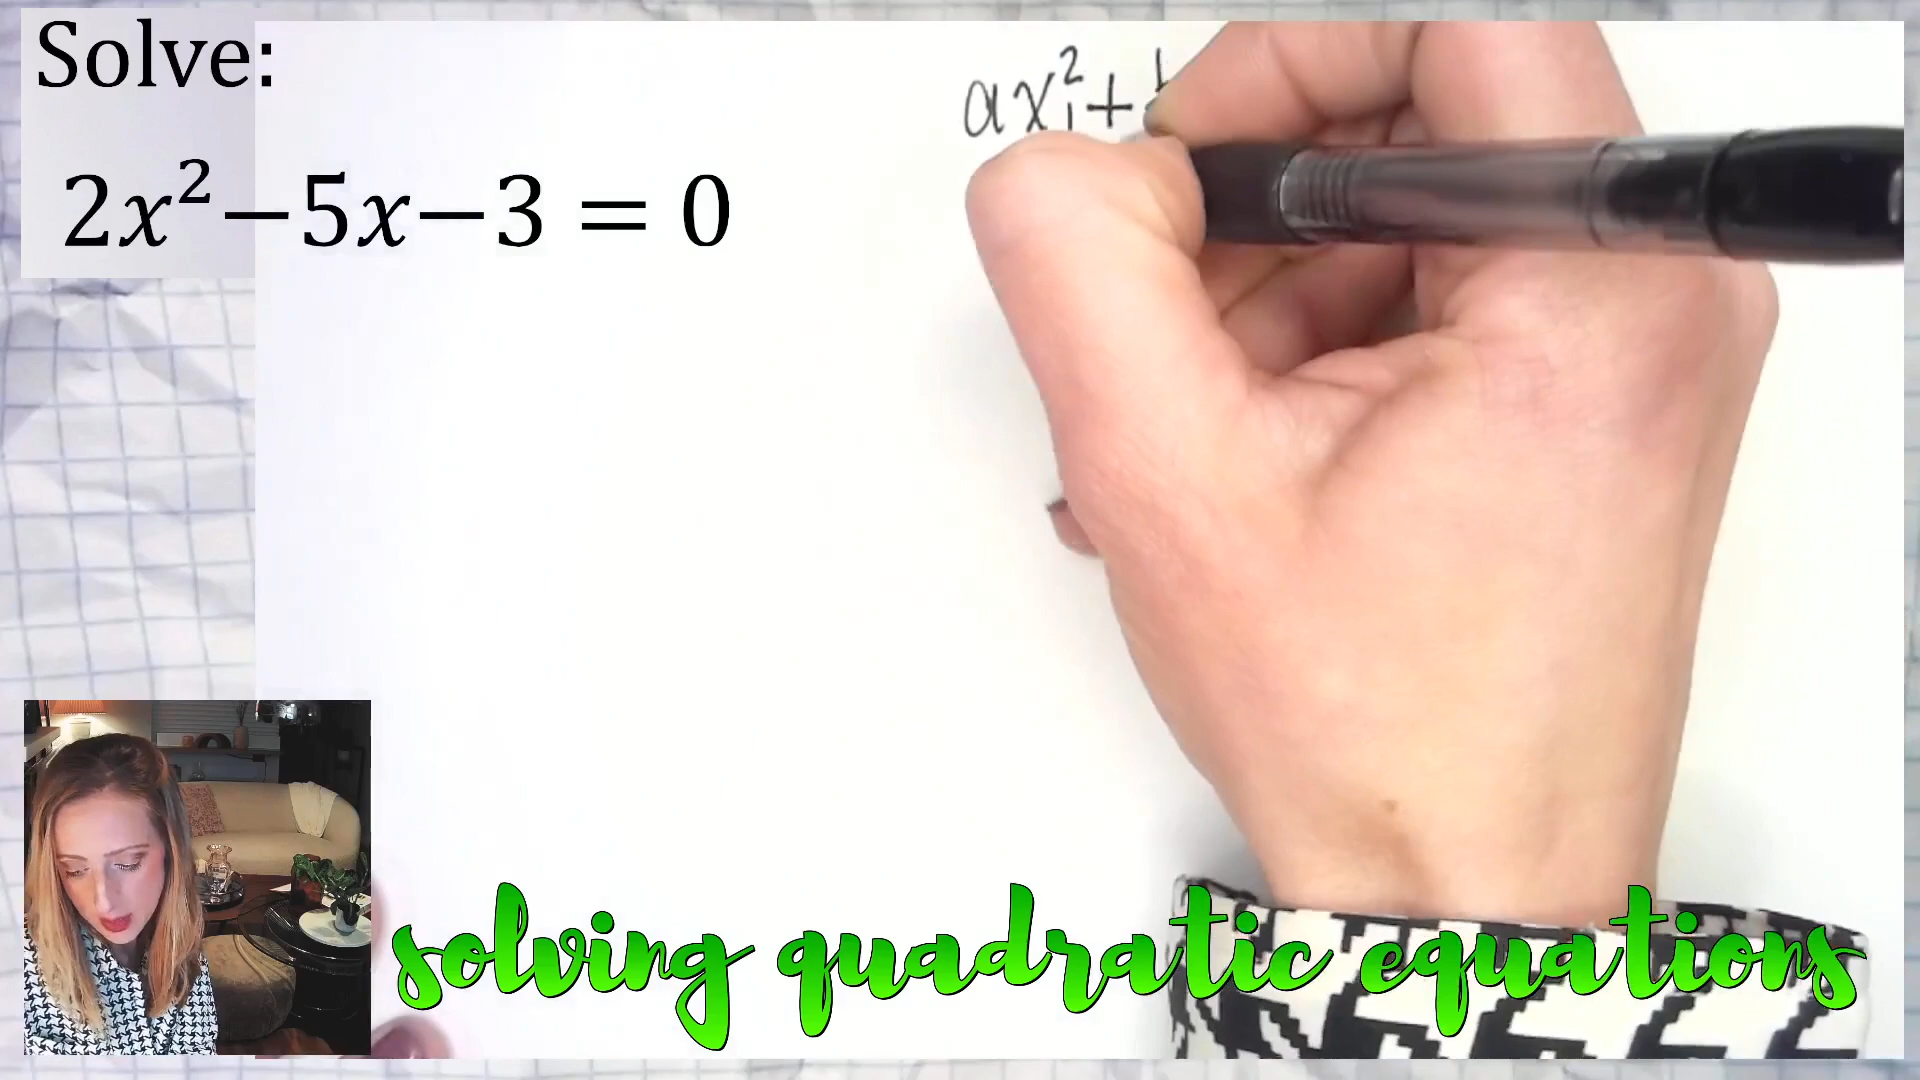 Solve:
2x² – 5x – 3 = 0
ax² +
solving quadratic equations